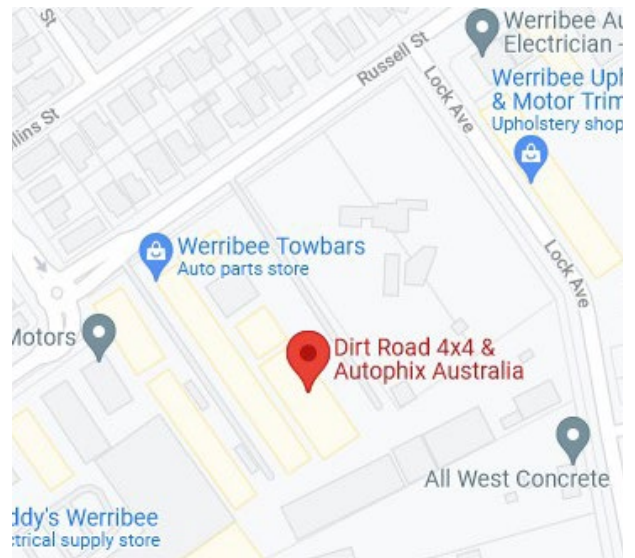 Werribee Au
Electrician -
Russell St
Lock Ave
Werribee Uph
& Motor Trim
Upholstery shop
llins St
St
Werribee Towbars
Auto parts store
Lock Ave
Motors
Dirt Road 4x4 &
Autophix Australia
All West Concrete
ddy's Werribee
ctrical supply store